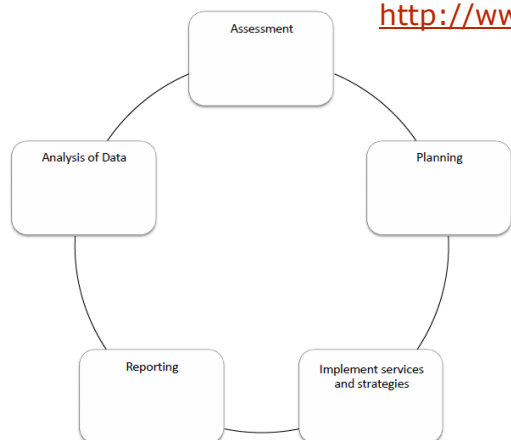 http://ww
Assessment
Analysis of Data
Planning
Reporting
Implement services
and strategies